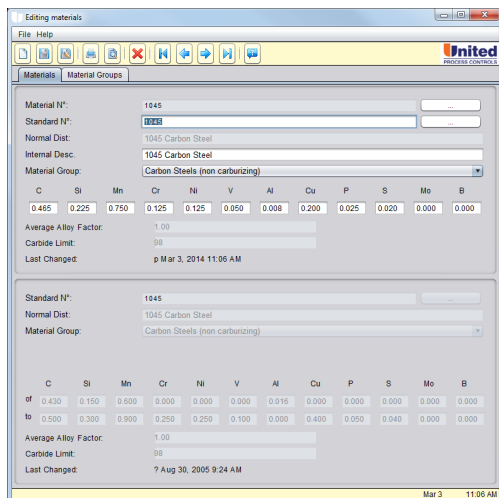 Editing materials
File Help
United
PROCESS CONTROLS
Materials Material Groups
Material N°: 1045 ...
Standard N°: 1045 ...
Normal Dist: 1045 Carbon Steel
Internal Desc. 1045 Carbon Steel
Material Group: Carbon Steels (non carburizing)
C Si Mn Cr Ni V Al Cu P S Mo B
0.465 0.225 0.750 0.125 0.125 0.050 0.008 0.200 0.025 0.020 0.000 0.000
Average Alloy Factor: 1.00
Carbide Limit: 98
Last Changed: p Mar 3, 2014 11:06 AM
Standard N°: 1045 ...
Normal Dist: 1045 Carbon Steel
Material Group: Carbon Steels (non carburizing)
C Si Mn Cr Ni V Al Cu P S Mo B
of 0.430 0.150 0.600 0.000 0.000 0.000 0.016 0.000 0.000 0.000 0.000 0.000
to 0.500 0.300 0.900 0.250 0.250 0.100 0.000 0.400 0.050 0.040 0.000 0.000
Average Alloy Factor: 1.00
Carbide Limit: 98
Last Changed: ? Aug 30, 2005 9:24 AM
Mar 3 11:06 AM